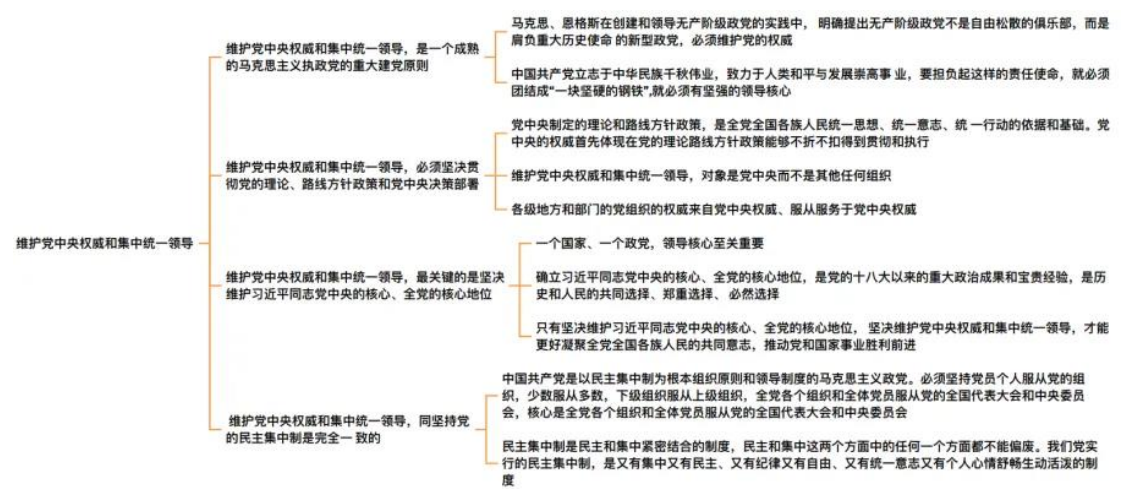 维护党中央权威和集中统一领导
维护党中央权威和集中统一领导，是一个成熟
的马克思主义执政党的重大建党原则
马克思、恩格斯在创建和领导无产阶级政党的实践中， 明确提出无产阶级政党不是自由松散的俱乐部，而是
肩负重大历史使命 的新型政党，必须维护党的权威
中国共产党立志于中华民族千秋伟业，致力于人类和平与发展崇高事 业，要担负起这样的责任使命，就必须
团结成“一块坚硬的钢铁”,就必须有坚强的领导核心
维护党中央权威和集中统一领导，必须坚决贯
彻党的理论、路线方针政策和党中央决策部署
党中央制定的理论和路线方针政策，是全党全国各族人民统一思想、统一意志、统 一行动的依据和基础。党
中央的权威首先体现在党的理论路线方针政策能够不折不扣得到贯彻和执行
维护党中央权威和集中统一领导，对象是党中央而不是其他任何组织
各级地方和部门的党组织的权威来自党中央权威、服从服务于党中央权威
维护党中央权威和集中统一领导，最关键的是坚决
维护习近平同志党中央的核心、全党的核心地位
一个国家、一个政党，领导核心至关重要
确立习近平同志党中央的核心、全党的核心地位，是党的十八大以来的重大政治成果和宝贵经验，是历
史和人民的共同选择、郑重选择、 必然选择
只有坚决维护习近平同志党中央的核心、全党的核心地位， 坚决维护党中央权威和集中统一领导，才能
更好凝聚全党全国各族人民的共同意志，推动党和国家事业胜利前进
维护党中央权威和集中统一领导，同坚持党
的民主集中制是完全一 致的
中国共产党是以民主集中制为根本组织原则和领导制度的马克思主义政党。必须坚持党员个人服从党的组
织，少数服从多数，下级组织服从上级组织，全党各个组织和全体党员服从党的全国代表大会和中央委员
会，核心是全党各个组织和全体党员服从党的全国代表大会和中央委员会
民主集中制是民主和集中紧密结合的制度，民主和集中这两个方面中的任何一个方面都不能偏废。我们党实
行的民主集中制，是又有集中又有民主、又有纪律又有自由、又有统一意志又有个人心情舒畅生动活泼的制
度